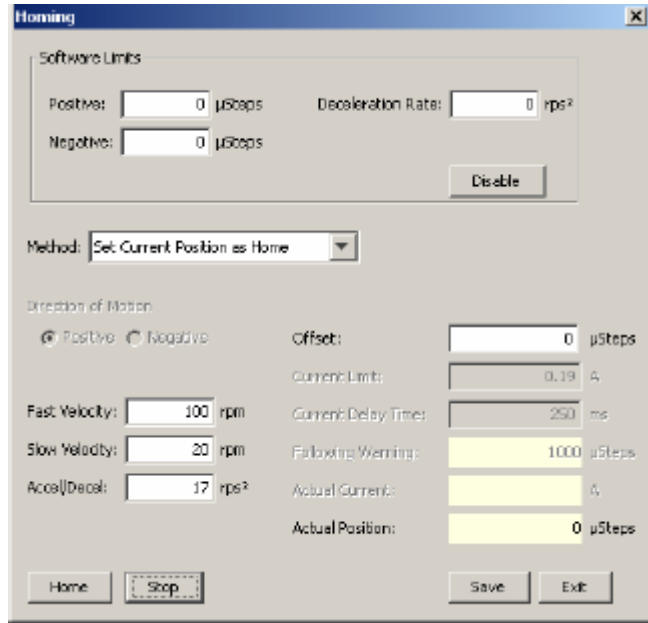 Homing
Software Limits
Positive: 0 µSteps Deceleration Rate: 0 rps²
Negative: 0 µSteps
Disable
Method: Set Current Position as Home
Direction of Motion
Positive Negative Offset: 0 µSteps
Current Limit: 0.19 A
Fast Velocity: 100 rpm Current Delay Time: 250 ms
Slow Velocity: 20 rpm Following Warning: 1000 µSteps
Accel/Decel: 17 rps² Actual Current: A
Actual Position: 0 µSteps
Home Stop Save Exit